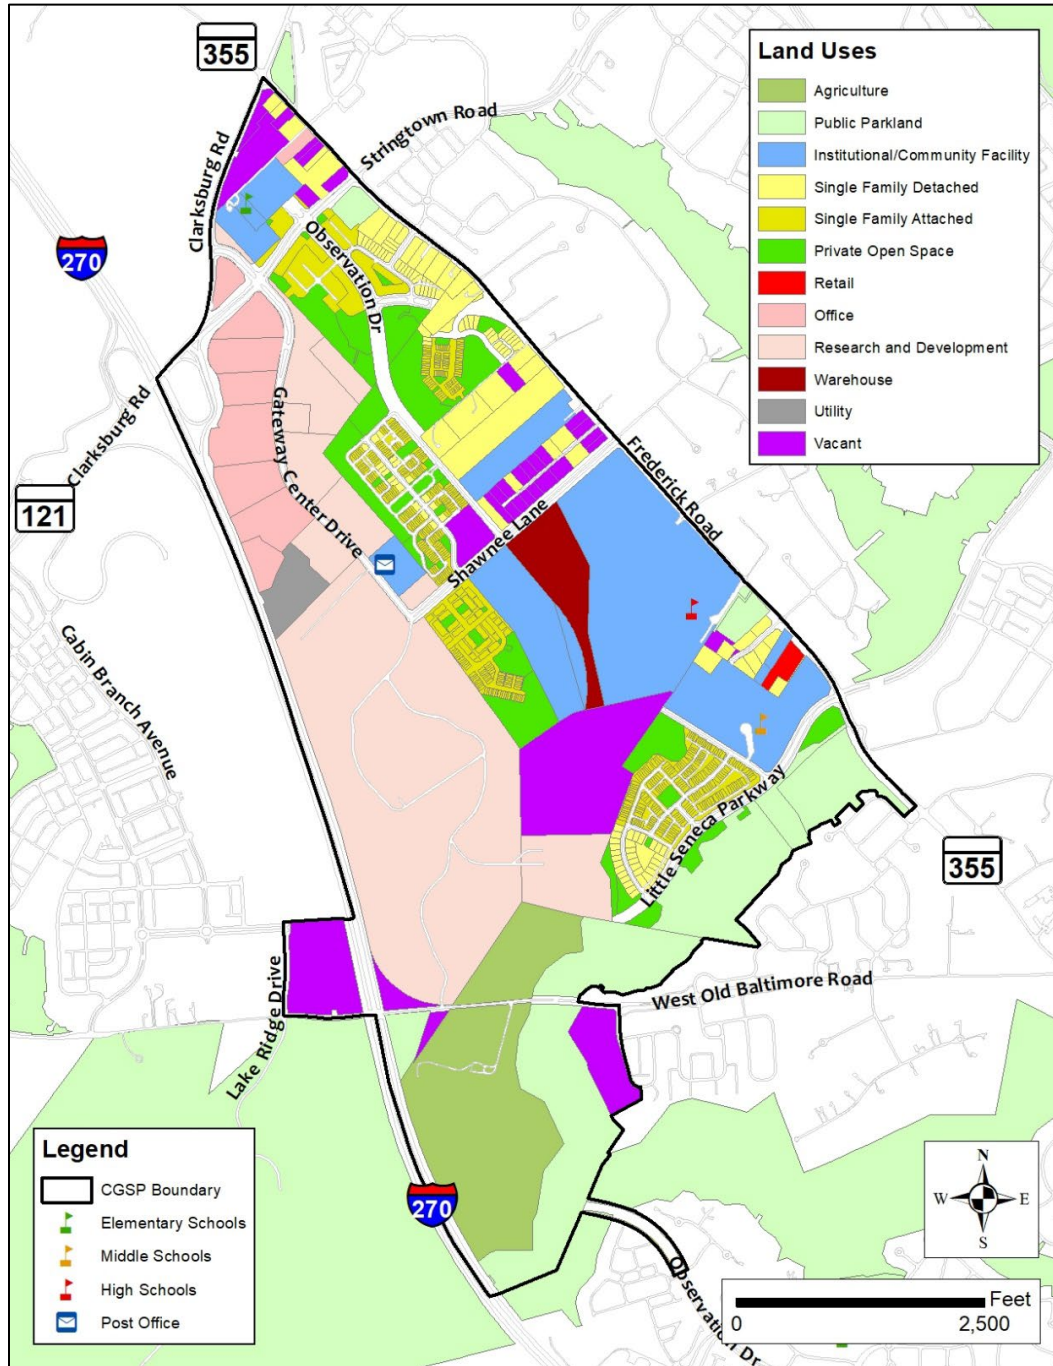 355
Clarksburg Rd
Stringtown Road
Observation Dr
270
Clarksburg Rd
121
Gateway Center Drive
Frederick Road
Shawnee Lane
Cabin Branch Avenue
Little Seneca Parkway
355
West Old Baltimore Road
Lake Ridge Drive
270
Observation Dr
Land Uses
Agriculture
Public Parkland
Institutional/Community Facility
Single Family Detached
Single Family Attached
Private Open Space
Retail
Office
Research and Development
Warehouse
Utility
Vacant
Legend
CGSP Boundary
Elementary Schools
Middle Schools
High Schools
Post Office
N
W E
S
Feet
0 2,500